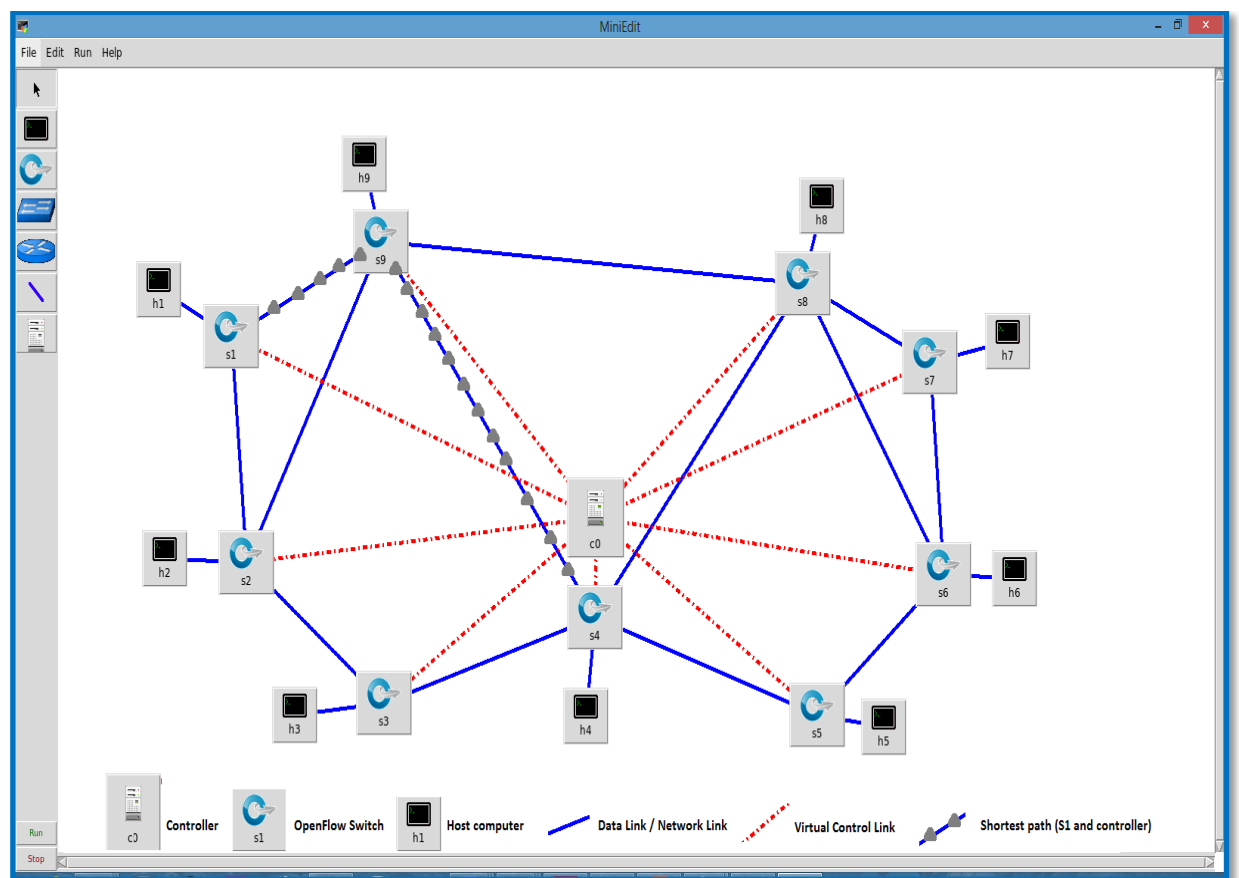 MiniEdit
File Edit Run Help
h9
h8
s9
s8
h1
s1
h7
s7
c0
h2
s2
h6
s6
s4
h3
s3
h4
s5
h5
Run
Stop
c0 Controller s1 OpenFlow Switch h1 Host computer Data Link / Network Link Virtual Control Link Shortest path (S1 and controller)